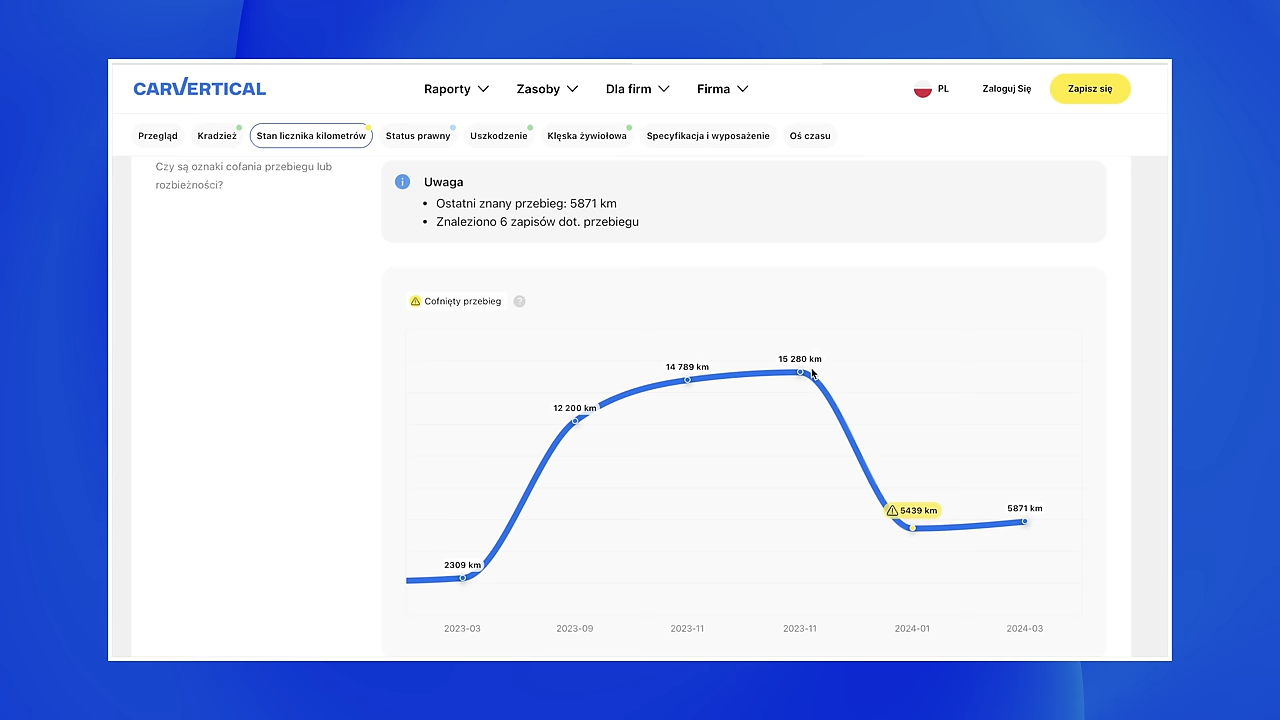 CARVERTICAL
Raporty
Zasoby
Dla firm
Firma
PL
Zaloguj Się
Zapisz się
Przegląd
Kradzież
Stan licznika kilometrów
Status prawny
Uszkodzenie
Klęska żywiołowa
Specyfikacja i wyposażenie
Oś czasu
Czy są oznaki cofania przebiegu lub
rozbieżności?
Uwaga
• Ostatni znany przebieg: 5871 km
• Znaleziono 6 zapisów dot. przebiegu
Cofnięty przebieg
?
2309 km
12 200 km
14 789 km
15 280 km
5439 km
5871 km
2023-03
2023-09
2023-11
2023-11
2024-01
2024-03